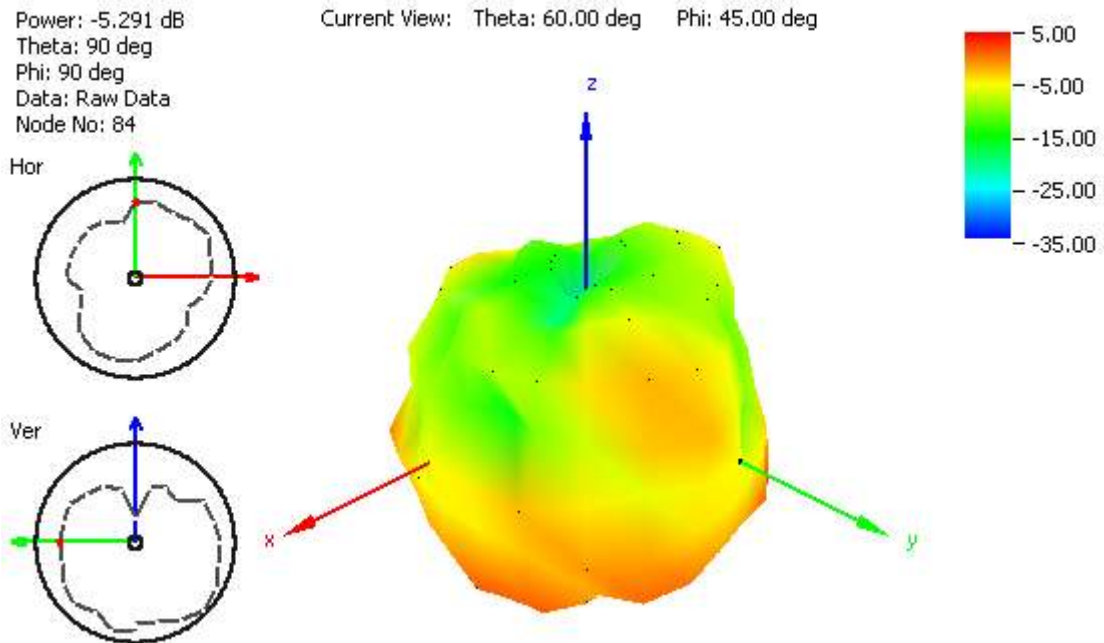 Power: -5.291 dB
Theta: 90 deg
Phi: 90 deg
Data: Raw Data
Node No: 84
Current View: Theta: 60.00 deg Phi: 45.00 deg
5.00
-5.00
-15.00
-25.00
-35.00
Hor
Ver
z
x
y